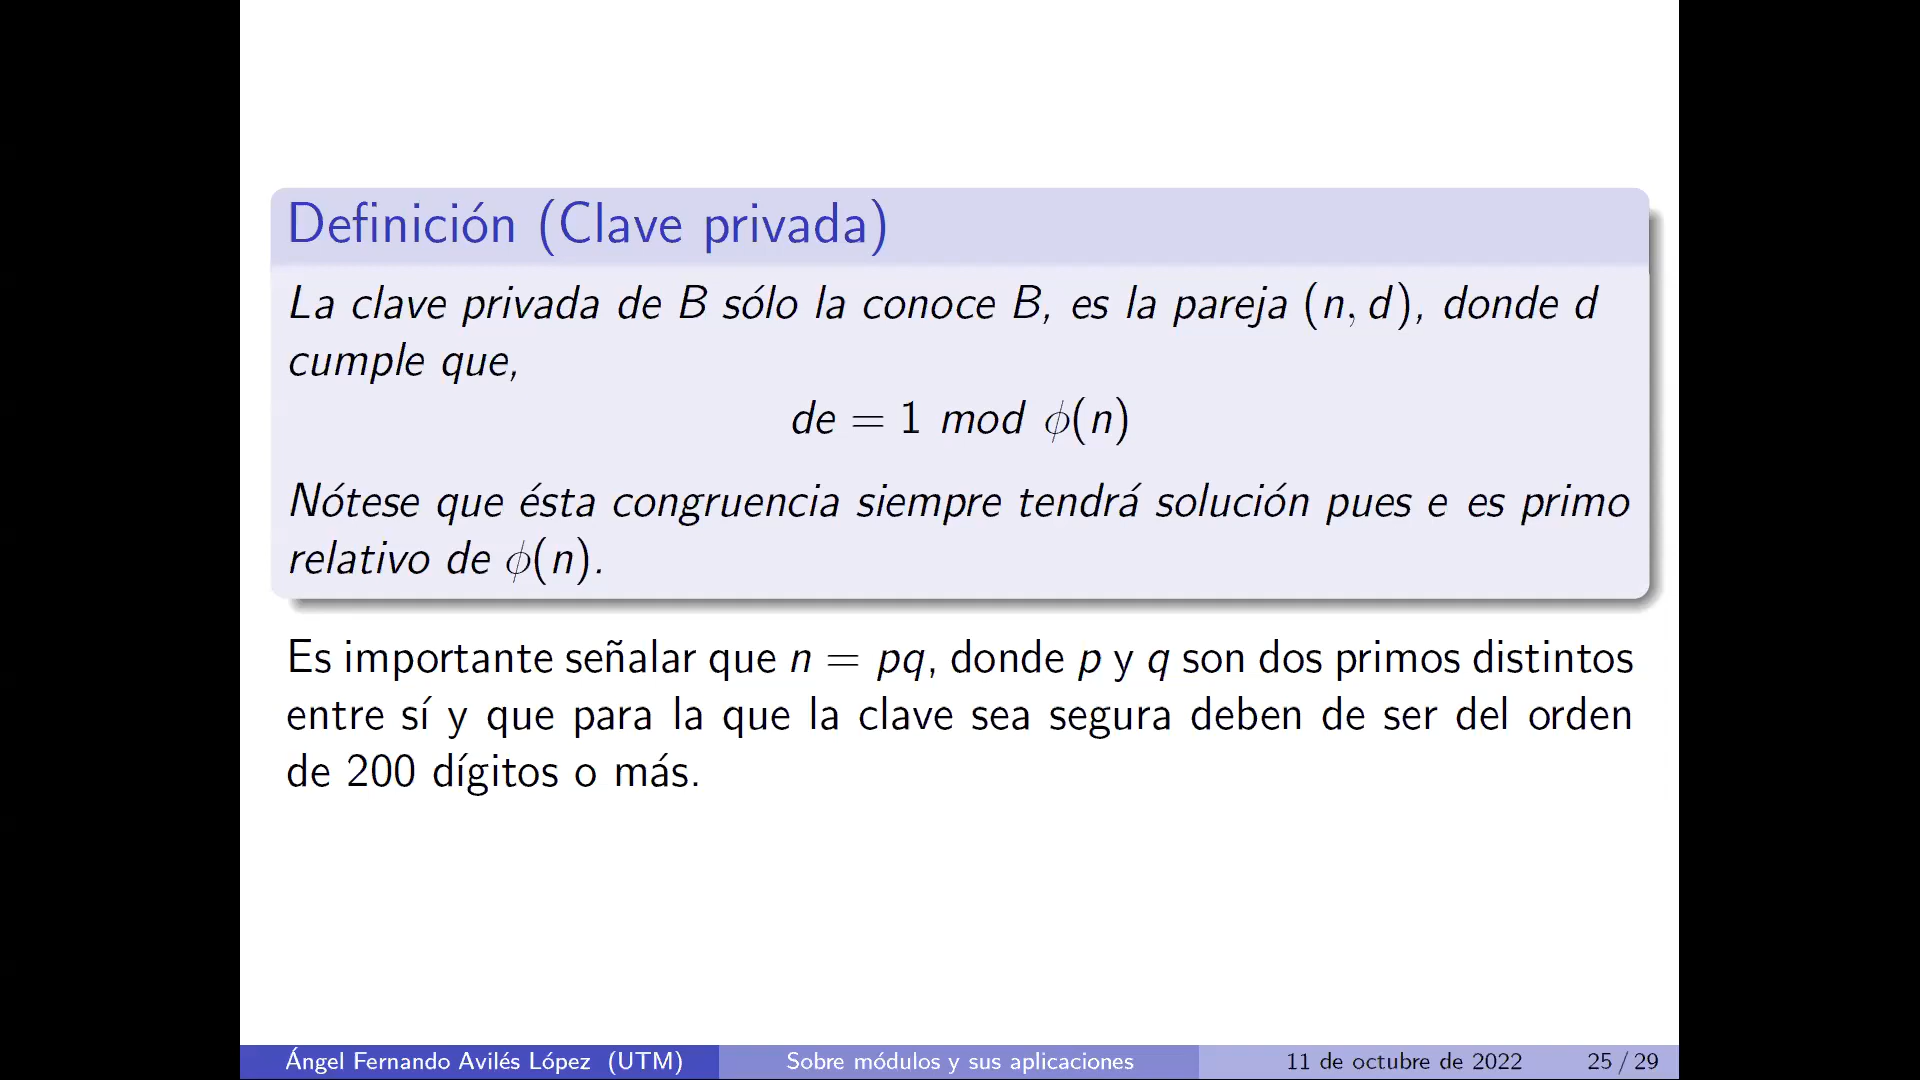 Definición (Clave privada)
La clave privada de B sólo la conoce B, es la pareja (n, d), donde d
cumple que,
de = 1 mod ϕ(n)
Nótese que ésta congruencia siempre tendrá solución pues e es primo
relativo de ϕ(n).
Es importante señalar que n = pq, donde p y q son dos primos distintos
entre sí y que para la que la clave sea segura deben de ser del orden
de 200 dígitos o más.
Ángel Fernando Avilés López (UTM) Sobre módulos y sus aplicaciones 11 de octubre de 2022 25 / 29